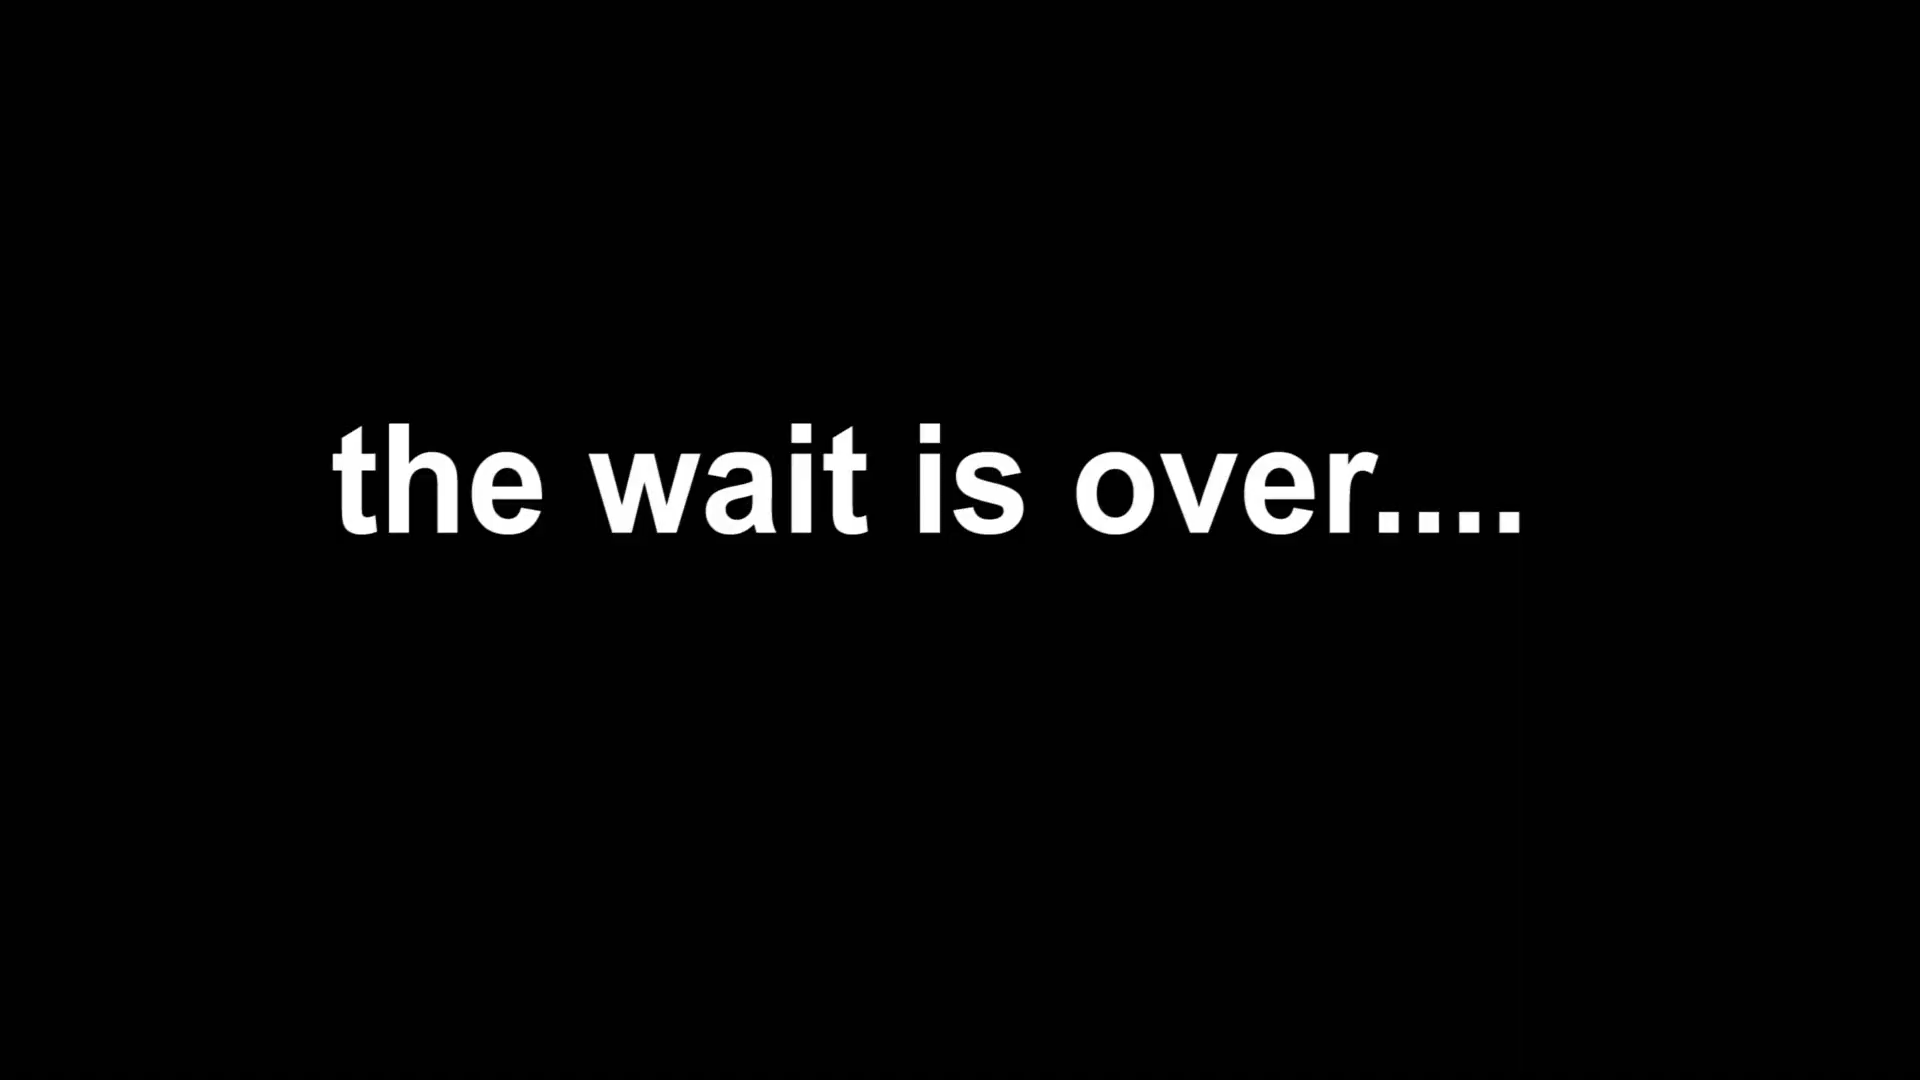 the wait is over....